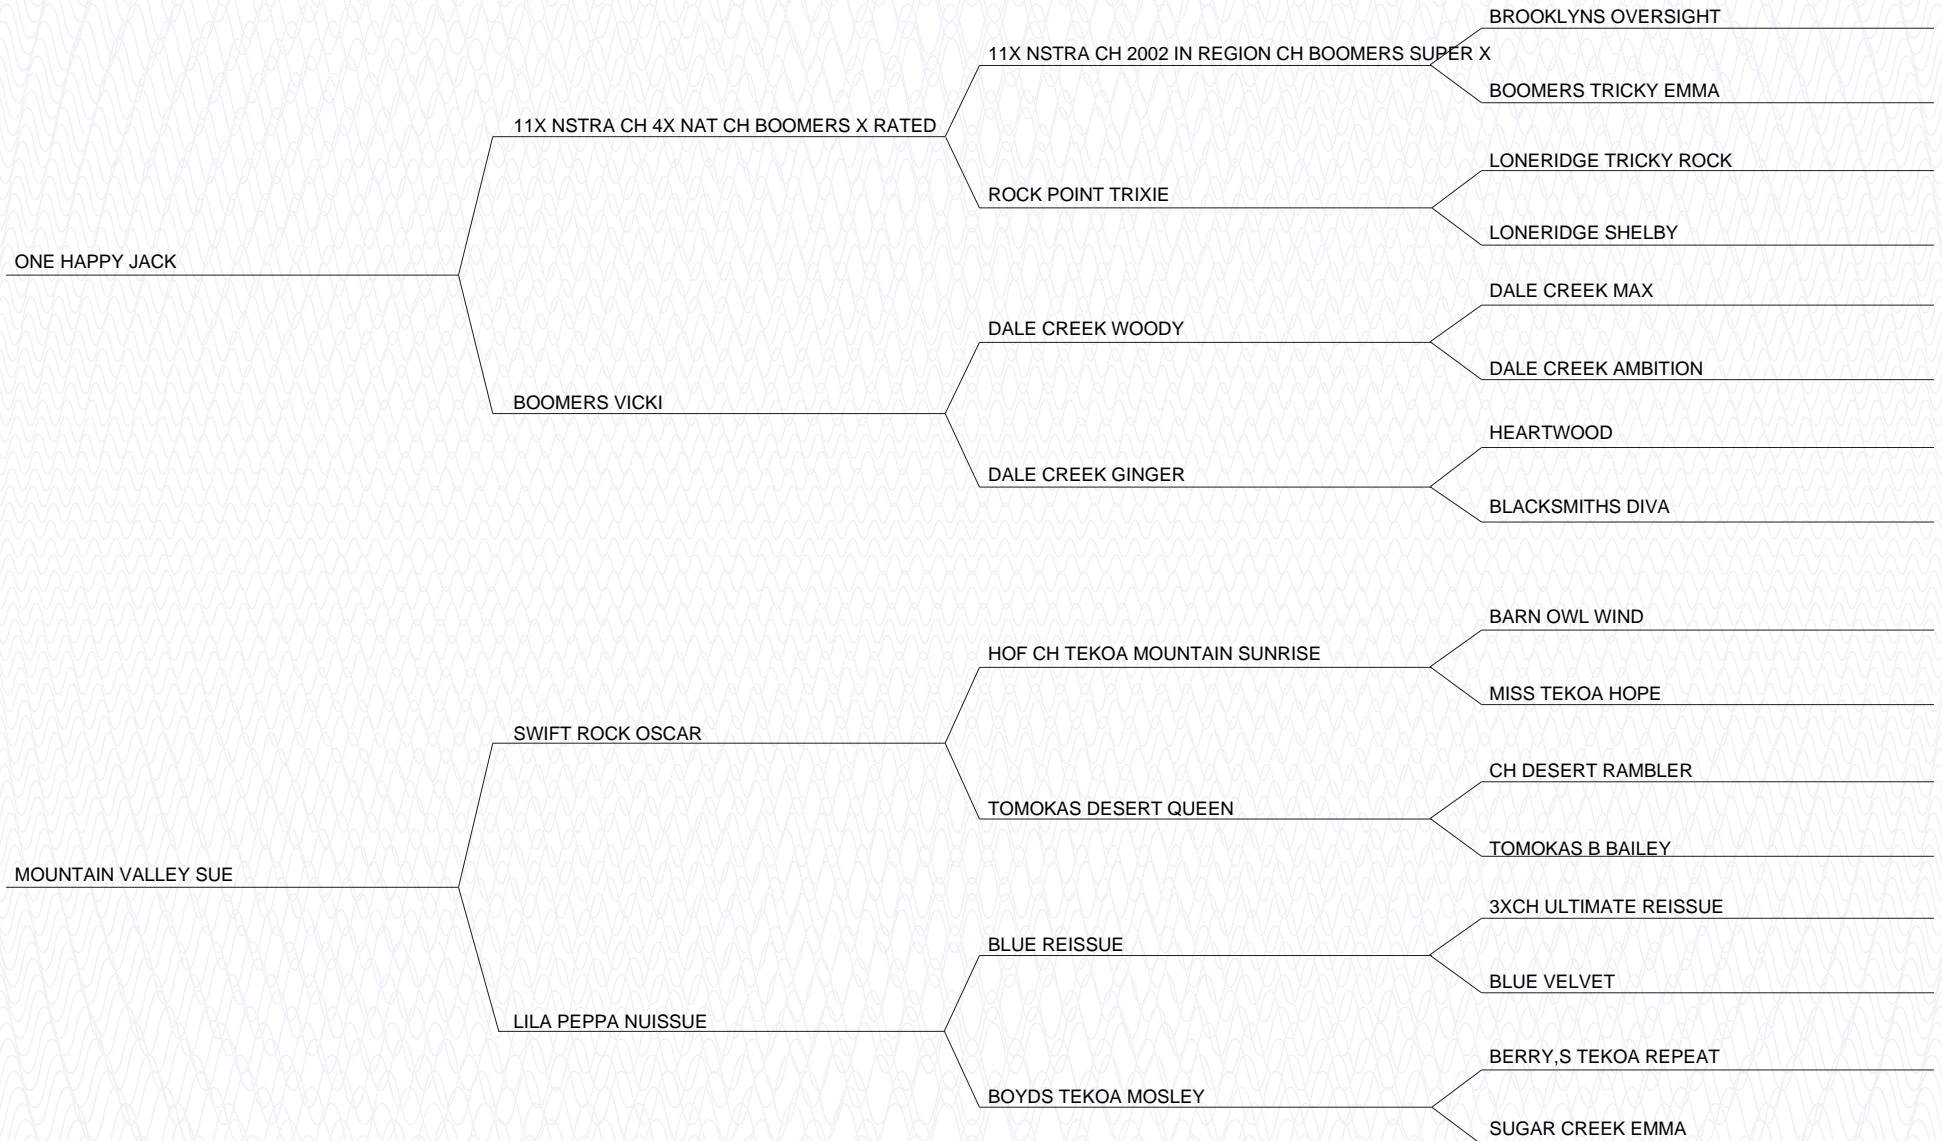 BROOKLYNS OVERSIGHT
11X NSTRA CH 2002 IN REGION CH BOOMERS SUPER X
BOOMERS TRICKY EMMA
11X NSTRA CH 4X NAT CH BOOMERS X RATED
LONERIDGE TRICKY ROCK
ROCK POINT TRIXIE
LONERIDGE SHELBY
ONE HAPPY JACK
DALE CREEK MAX
DALE CREEK WOODY
DALE CREEK AMBITION
BOOMERS VICKI
HEARTWOOD
DALE CREEK GINGER
BLACKSMITHS DIVA
BARN OWL WIND
HOF CH TEKOA MOUNTAIN SUNRISE
MISS TEKOA HOPE
SWIFT ROCK OSCAR
CH DESERT RAMBLER
TOMOKAS DESERT QUEEN
TOMOKAS B BAILEY
MOUNTAIN VALLEY SUE
3XCH ULTIMATE REISSUE
BLUE REISSUE
BLUE VELVET
LILA PEPPA NUISSUE
BERRY,S TEKOA REPEAT
BOYDS TEKOA MOSLEY
SUGAR CREEK EMMA